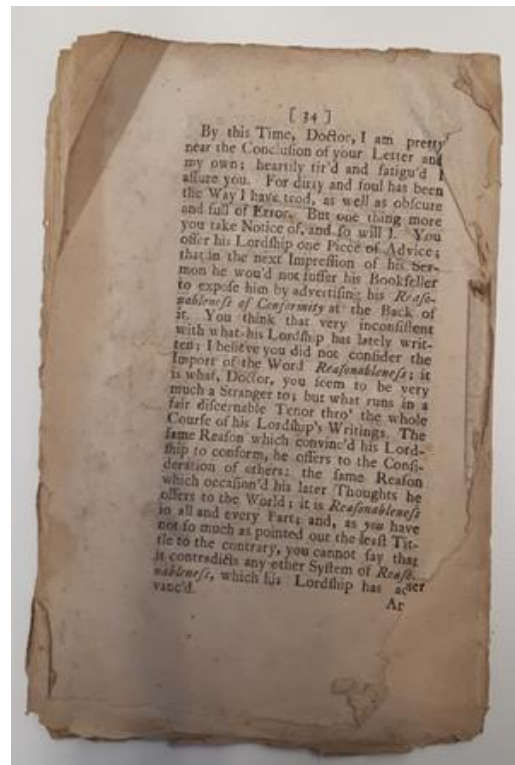 [ 34 ]
By this Time, Doctor, I am pretty
near the Conclusion of your Letter and
my own; heartily tir'd and fatigu'd I
aſſure you. For dirty and foul has been
the Way I have trod, as well as obſcure
and full of Error. But one thing more
you take Notice of, and ſo will I. You
offer his Lordſhip one Piece of Advice;
that in the next Impreſſion of his Ser-
mon he wou'd not ſuffer his Bookſeller
to expoſe him by advertiſing his Reaſo-
nableneſs of Conformity at the Back of
it. You think that very inconſiſtent
with what his Lordſhip has lately writ-
ten; I believe you did not conſider the
Import of the Word Reaſonableneſs; it
is what, Doctor, you ſeem to be very
much a Stranger to; but what runs in a
fair diſcernable Tenor thro' the whole
Courſe of his Lordſhip's Writings. The
ſame Reaſon which convinc'd his Lord-
ſhip to conform, he offers to the Conſi-
deration of others: the ſame Reaſon
which occaſion'd his later Thoughts he
offers to the World; it is Reaſonableneſs
in all and every Part; and, as you have
not ſo much as pointed out the leaſt Tit-
tle to the contrary, you cannot ſay that
it contradicts any other Syſtem of Reaſo-
nableneſs, which his Lordſhip has
vanc'd.